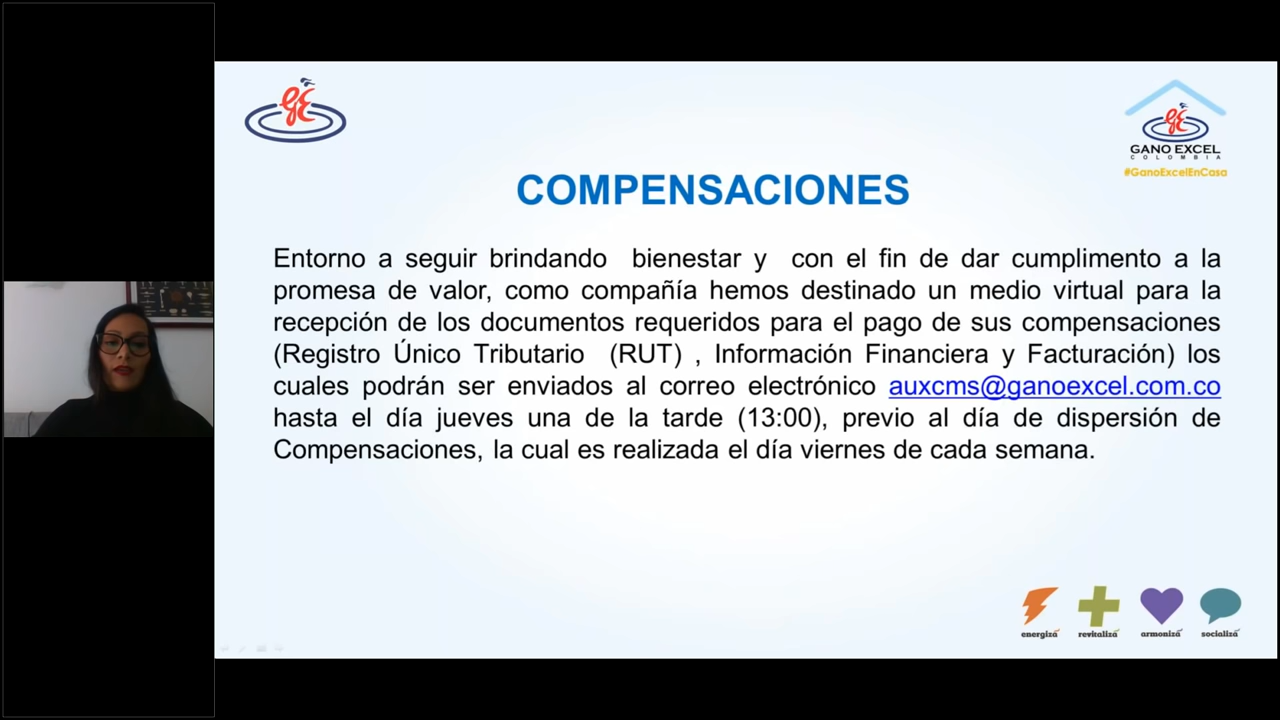 GE
GE
GANO EXCEL
COLOMBIA
#GanoExcelEnCasa
COMPENSACIONES
Entorno a seguir brindando bienestar y con el fin de dar cumplimento a la
promesa de valor, como compañía hemos destinado un medio virtual para la
recepción de los documentos requeridos para el pago de sus compensaciones
(Registro Único Tributario (RUT) , Información Financiera y Facturación) los
cuales podrán ser enviados al correo electrónico auxcms@ganoexcel.com.co
hasta el día jueves una de la tarde (13:00), previo al día de dispersión de
Compensaciones, la cual es realizada el día viernes de cada semana.
energizá revitalizá armonizá socializá